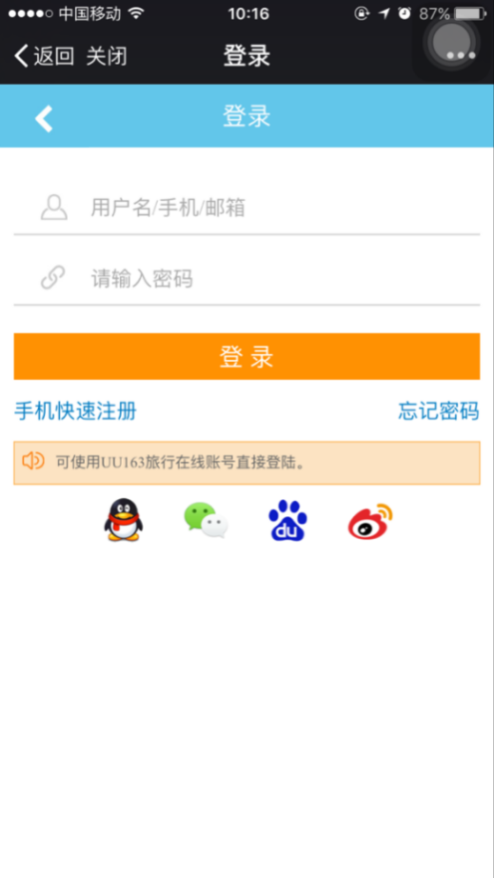 中国移动 10:16 87%
返回 关闭 登录
登录
用户名/手机/邮箱
请输入密码
登 录
手机快速注册 忘记密码
可使用UU163旅行在线账号直接登陆。
du